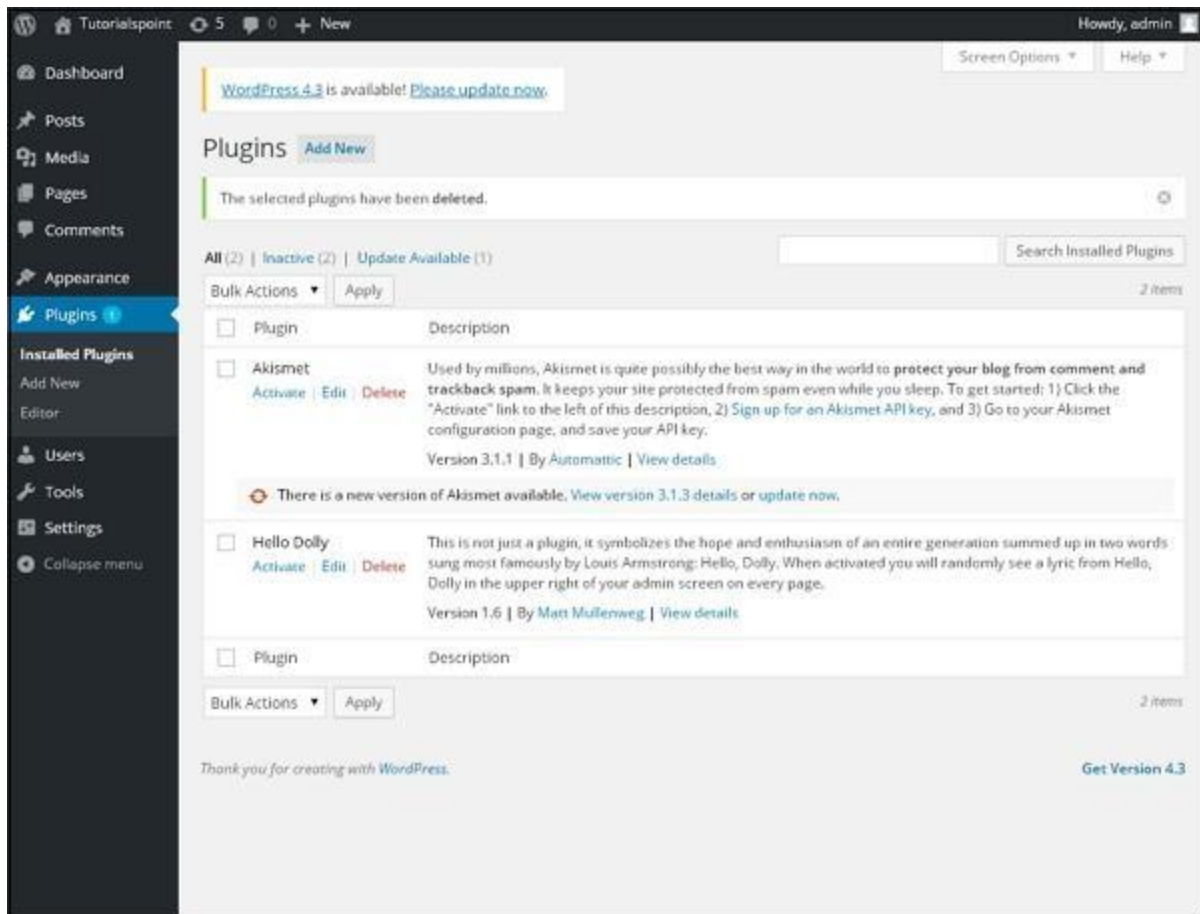 Tutorialspoint 5 0 + New Howdy, admin
Screen Options ▼ Help ▼
Dashboard
Posts
Media
Pages
Comments
Appearance
Plugins 1
Installed Plugins
Add New
Editor
Users
Tools
Settings
Collapse menu
WordPress 4.3 is available! Please update now.
Plugins Add New
The selected plugins have been deleted.
All (2) | Inactive (2) | Update Available (1)
Search Installed Plugins
Bulk Actions ▼ Apply 2 items
Plugin Description
Akismet
Activate | Edit | Delete
Used by millions, Akismet is quite possibly the best way in the world to protect your blog from comment and
trackback spam. It keeps your site protected from spam even while you sleep. To get started: 1) Click the
"Activate" link to the left of this description, 2) Sign up for an Akismet API key, and 3) Go to your Akismet
configuration page, and save your API key.
Version 3.1.1 | By Automattic | View details
There is a new version of Akismet available. View version 3.1.3 details or update now.
Hello Dolly
Activate | Edit | Delete
This is not just a plugin, it symbolizes the hope and enthusiasm of an entire generation summed up in two words
sung most famously by Louis Armstrong: Hello, Dolly. When activated you will randomly see a lyric from Hello,
Dolly in the upper right of your admin screen on every page.
Version 1.6 | By Matt Mullenweg | View details
Plugin Description
Bulk Actions ▼ Apply 2 items
Thank you for creating with WordPress. Get Version 4.3